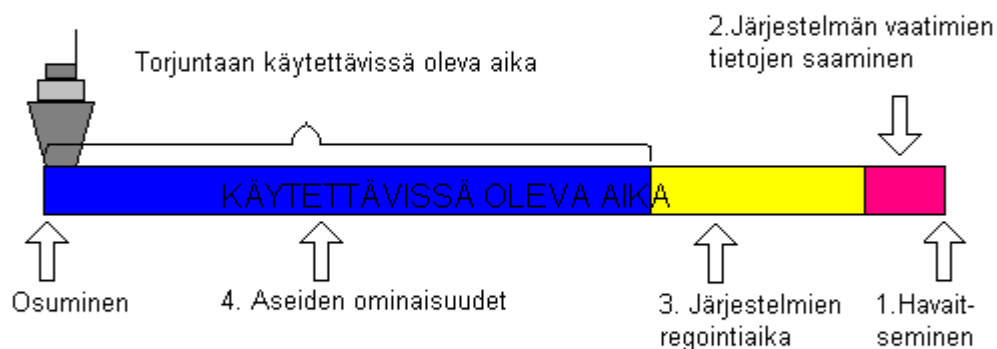 2.Järjestelmän vaatimien
tietojen saaminen
Torjuntaan käytettävissä oleva aika
KÄYTETTÄVISSÄ OLEVA AIKA
Osuminen
4. Aseiden ominaisuudet
3. Järjestelmien
regointiaika
1.Havait-
seminen